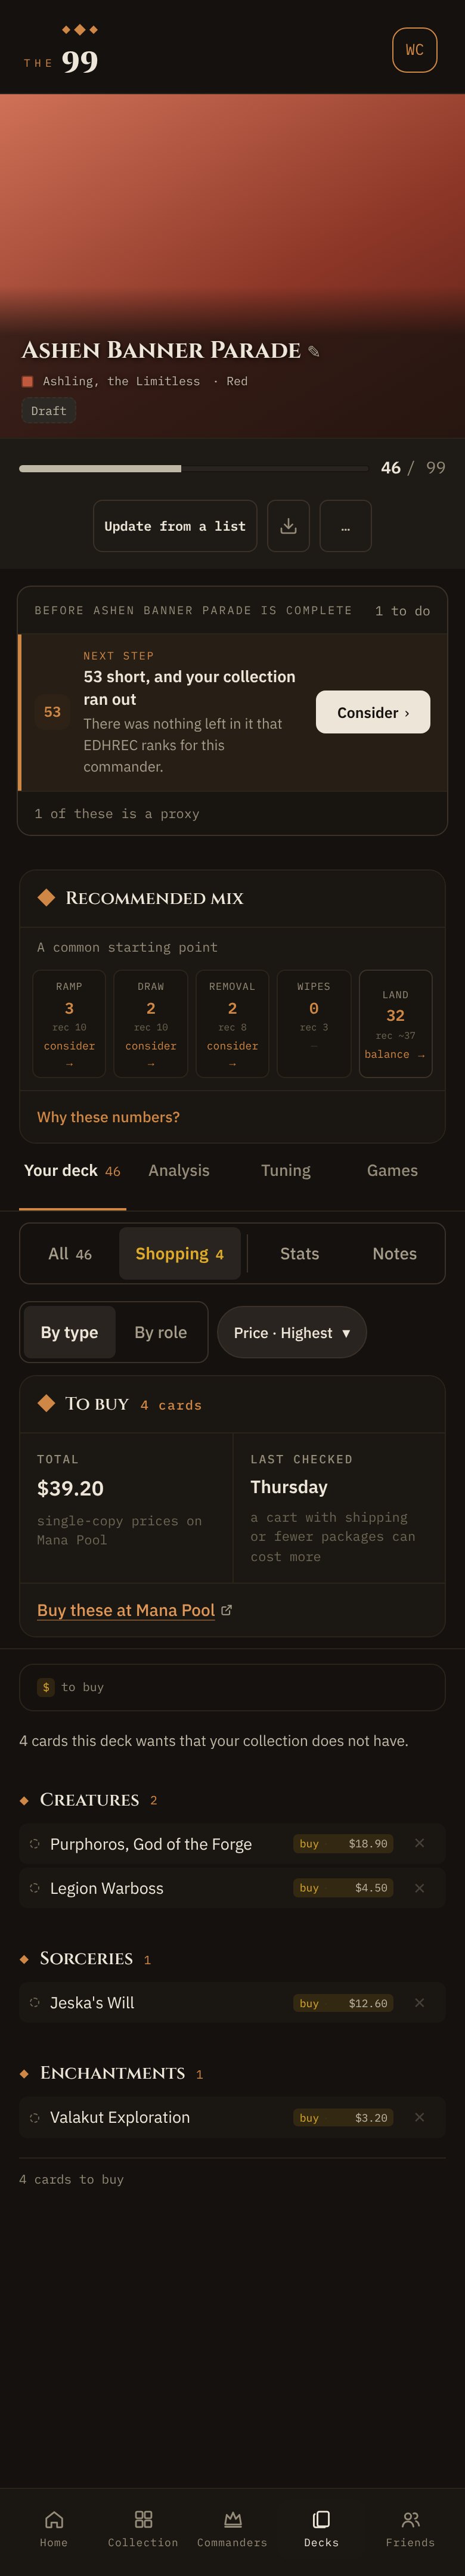 THE 99
WC
Ashen Banner Parade ✎
Ashling, the Limitless · Red
Draft
46 / 99
Update from a list
…
BEFORE ASHEN BANNER PARADE IS COMPLETE 1 to do
NEXT STEP
53
53 short, and your collection
ran out
There was nothing left in it that
EDHREC ranks for this
commander.
Consider ›
1 of these is a proxy
Recommended mix
A common starting point
RAMP DRAW REMOVAL WIPES LAND
3 2 2 0 32
rec 10 rec 10 rec 8 rec 3 rec ~37
consider → consider → consider → — balance →
Why these numbers?
Your deck 46 Analysis Tuning Games
All 46 Shopping 4 Stats Notes
By type By role Price · Highest ▾
To buy 4 cards
TOTAL
$39.20
single-copy prices on
Mana Pool
LAST CHECKED
Thursday
a cart with shipping
or fewer packages can
cost more
Buy these at Mana Pool
$ to buy
4 cards this deck wants that your collection does not have.
Creatures 2
Purphoros, God of the Forge buy $18.90 ✕
Legion Warboss buy $4.50 ✕
Sorceries 1
Jeska's Will buy $12.60 ✕
Enchantments 1
Valakut Exploration buy $3.20 ✕
4 cards to buy
Home Collection Commanders Decks Friends